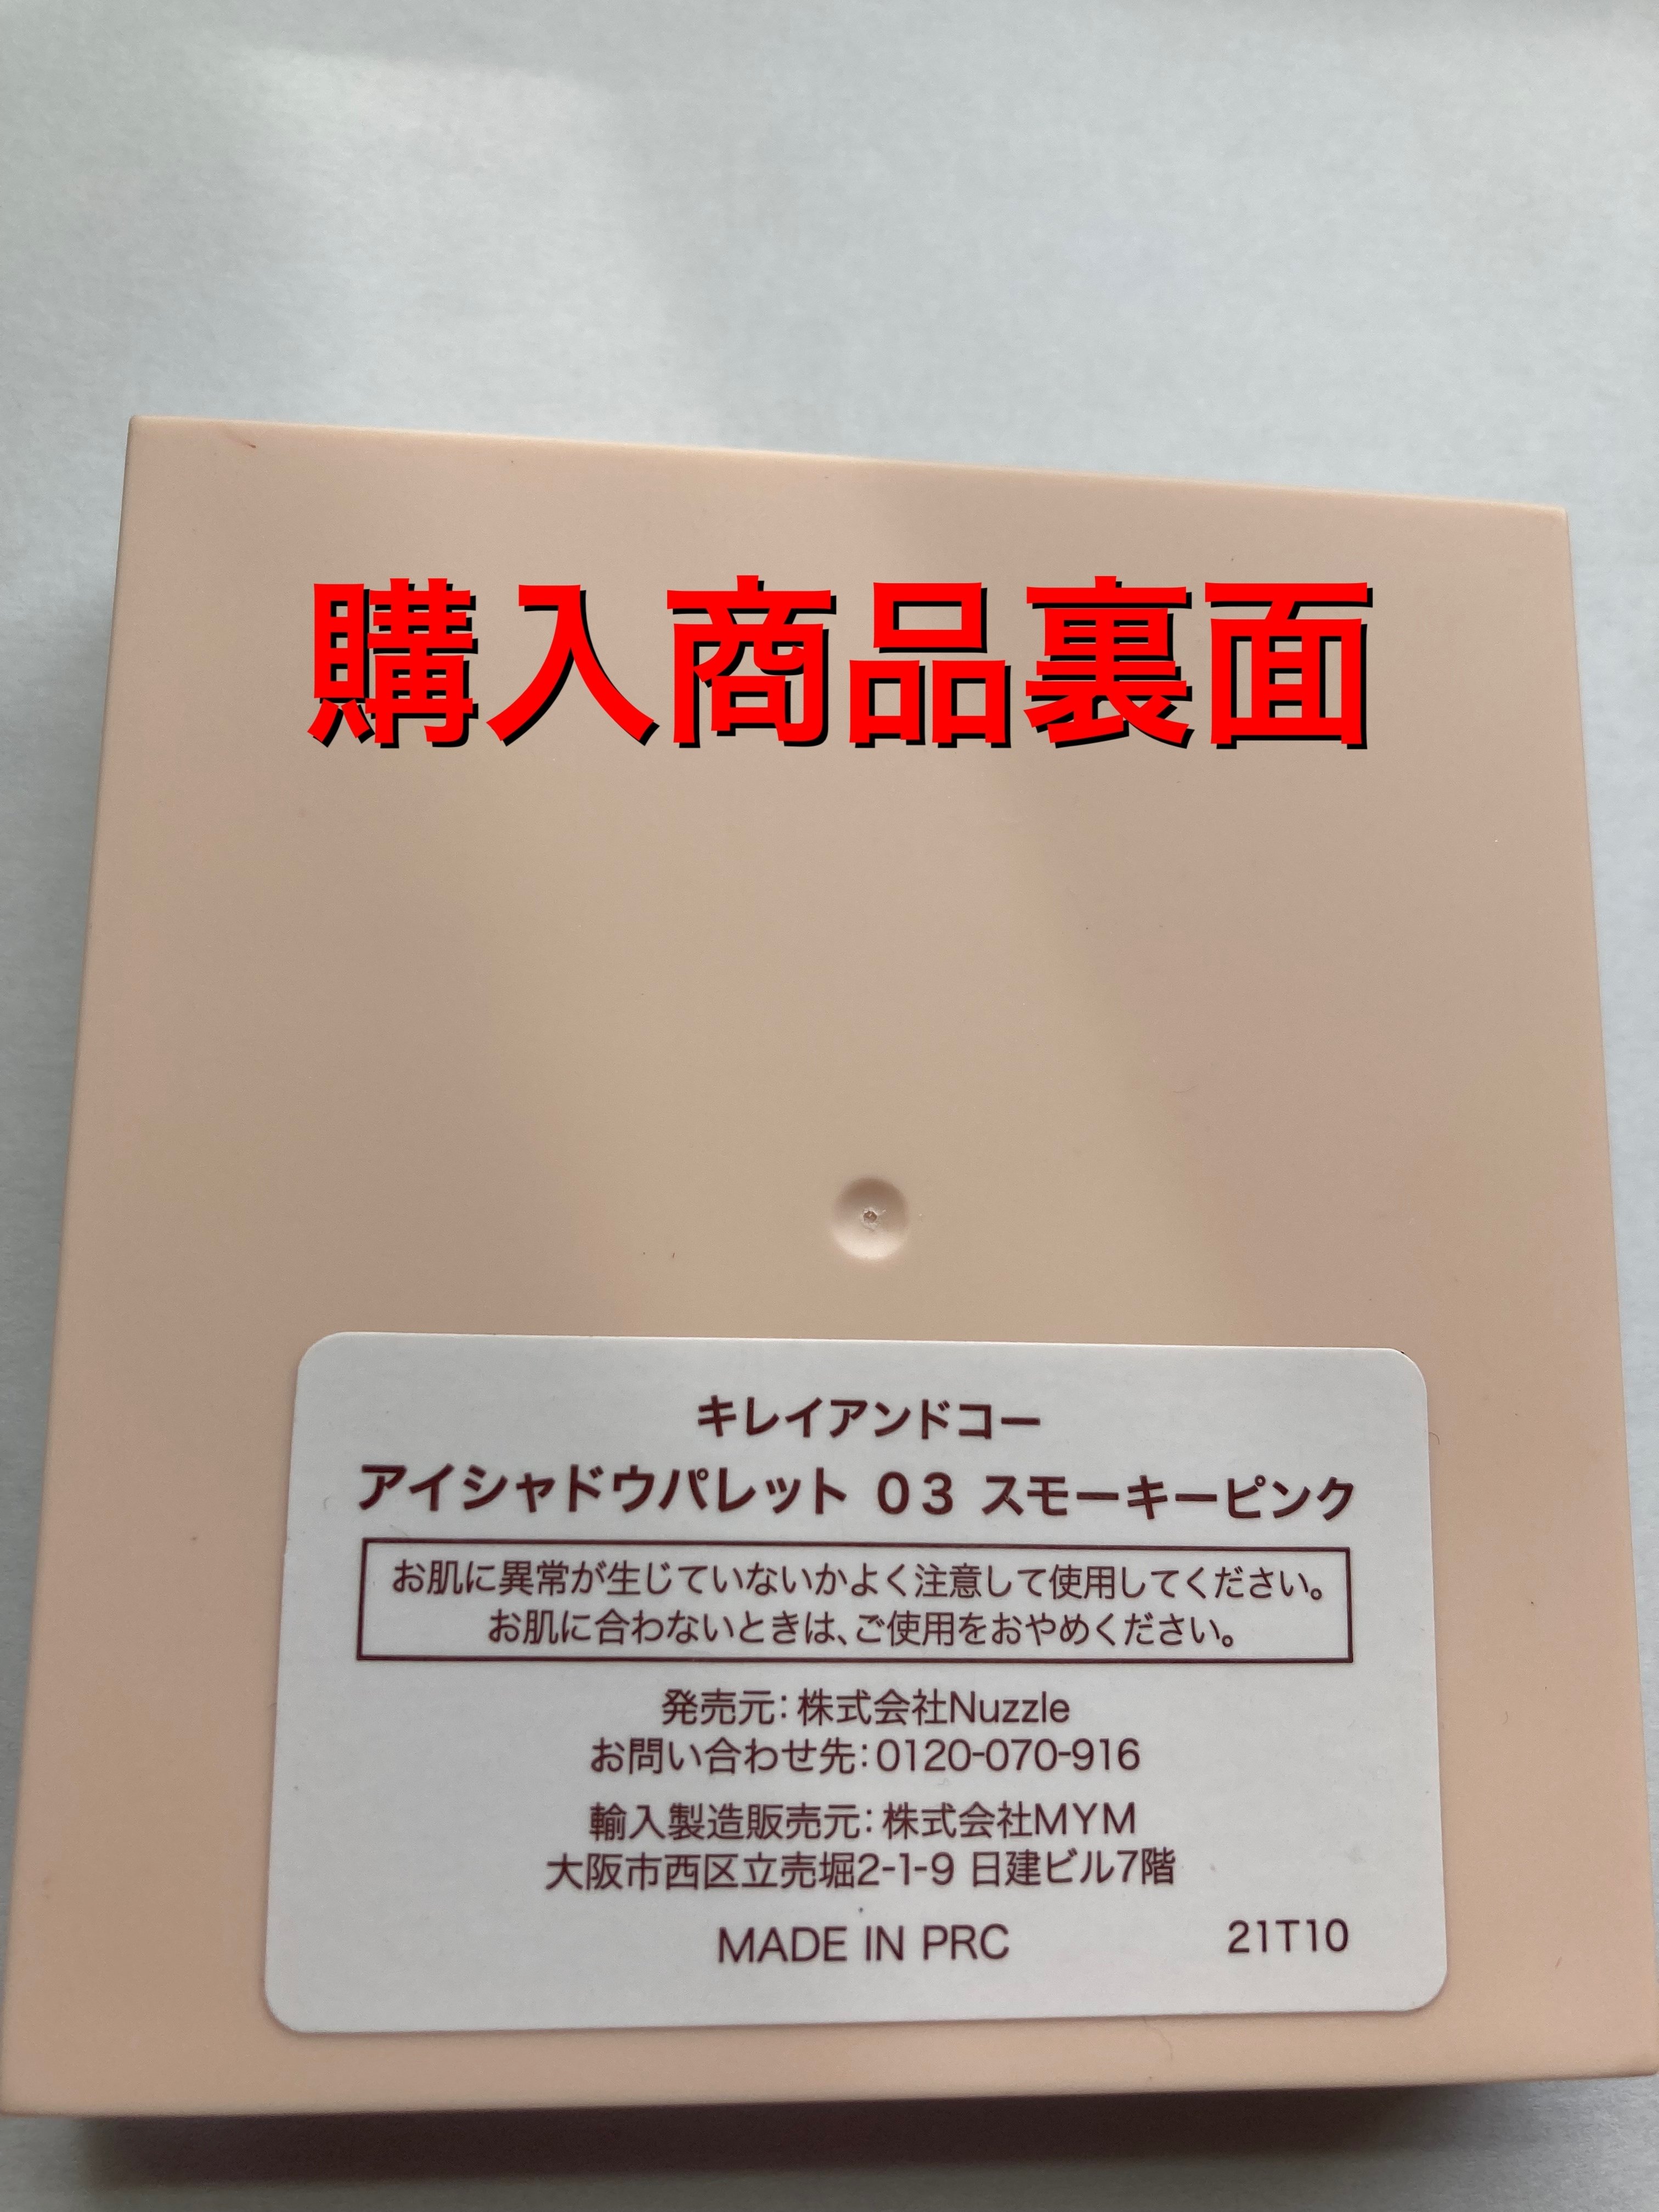 購入商品裏面
キレイアンドコー
アイシャドウパレット 03 スモーキーピンク
お肌に異常が生じていないかよく注意して使用してください。
お肌に合わないときは、ご使用をおやめください。
発売元：株式会社Nuzzle
お問い合わせ先：0120-070-916
輸入製造販売元：株式会社MYM
大阪市西区立売堀2-1-9 日建ビル7階
MADE IN PRC 21T10